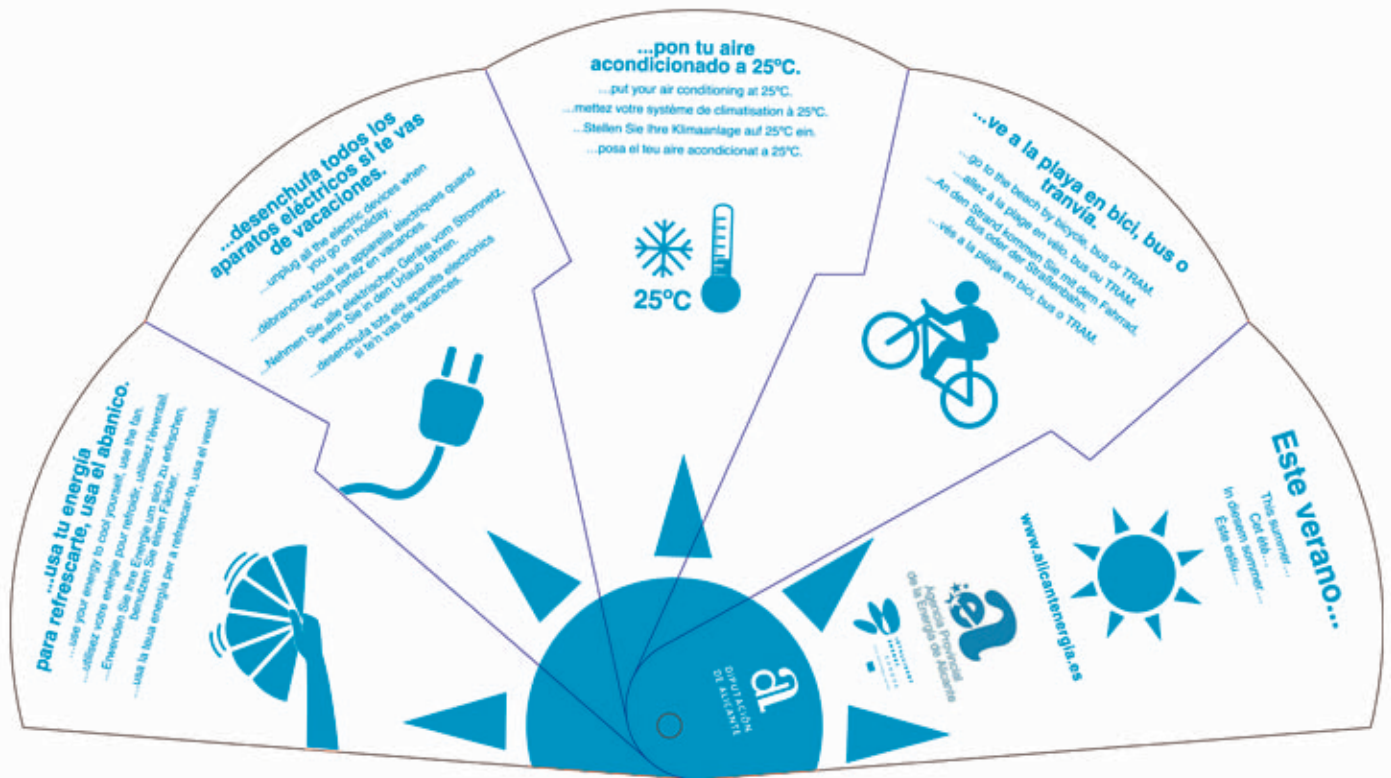 ...usa tu energía
para refrescarte, usa el abanico.
...use your energy to cool yourself, use the fan.
...utilisez votre énergie pour refroidir, utilisez l'éventail.
...Erwenden Sie Ihre Energie um sich zu erfirschen,
benutzen Sie einen Fächer.
...usa la teua energía per a refrescar-te, usa el ventall.
...desenchufa todos los
aparatos eléctricos si te vas
de vacaciones.
...unplug all the electric devices when
you go on holiday.
...débranchez tous les appareils électriques quand
vous partez en vacances.
...Nehmen Sie alle elektrischen Geräte vom Stromnetz,
wenn Sie in den Urlaub fahren.
...desenchufa tots els aparells electrònics
si te'n vas de vacances.
...pon tu aire
acondicionado a 25ºC.
...put your air conditioning at 25ºC.
...mettez votre système de climatisation à 25ºC.
...Stellen Sie Ihre Klimaanlage auf 25ºC ein.
...posa el teu aire acondicionat a 25ºC.
25ºC
...ve a la playa en bici, bus o
tranvía.
...go to the beach by bicycle, bus or TRAM.
...allez à la plage en vélo, bus ou TRAM.
...An den Strand kommen Sie mit dem Fahrrad,
Bus oder der Straßenbahn.
...vés a la platja en bici, bus o TRAM.
Este verano...
This summer...
Cet été...
In diesem sommer...
Este estiu...
www.alicantenergia.es
Agencia Provincial
de la Energía de Alicante
INTELLIGENT ENERGY
EUROPE
DIPUTACIÓN
DE ALICANTE